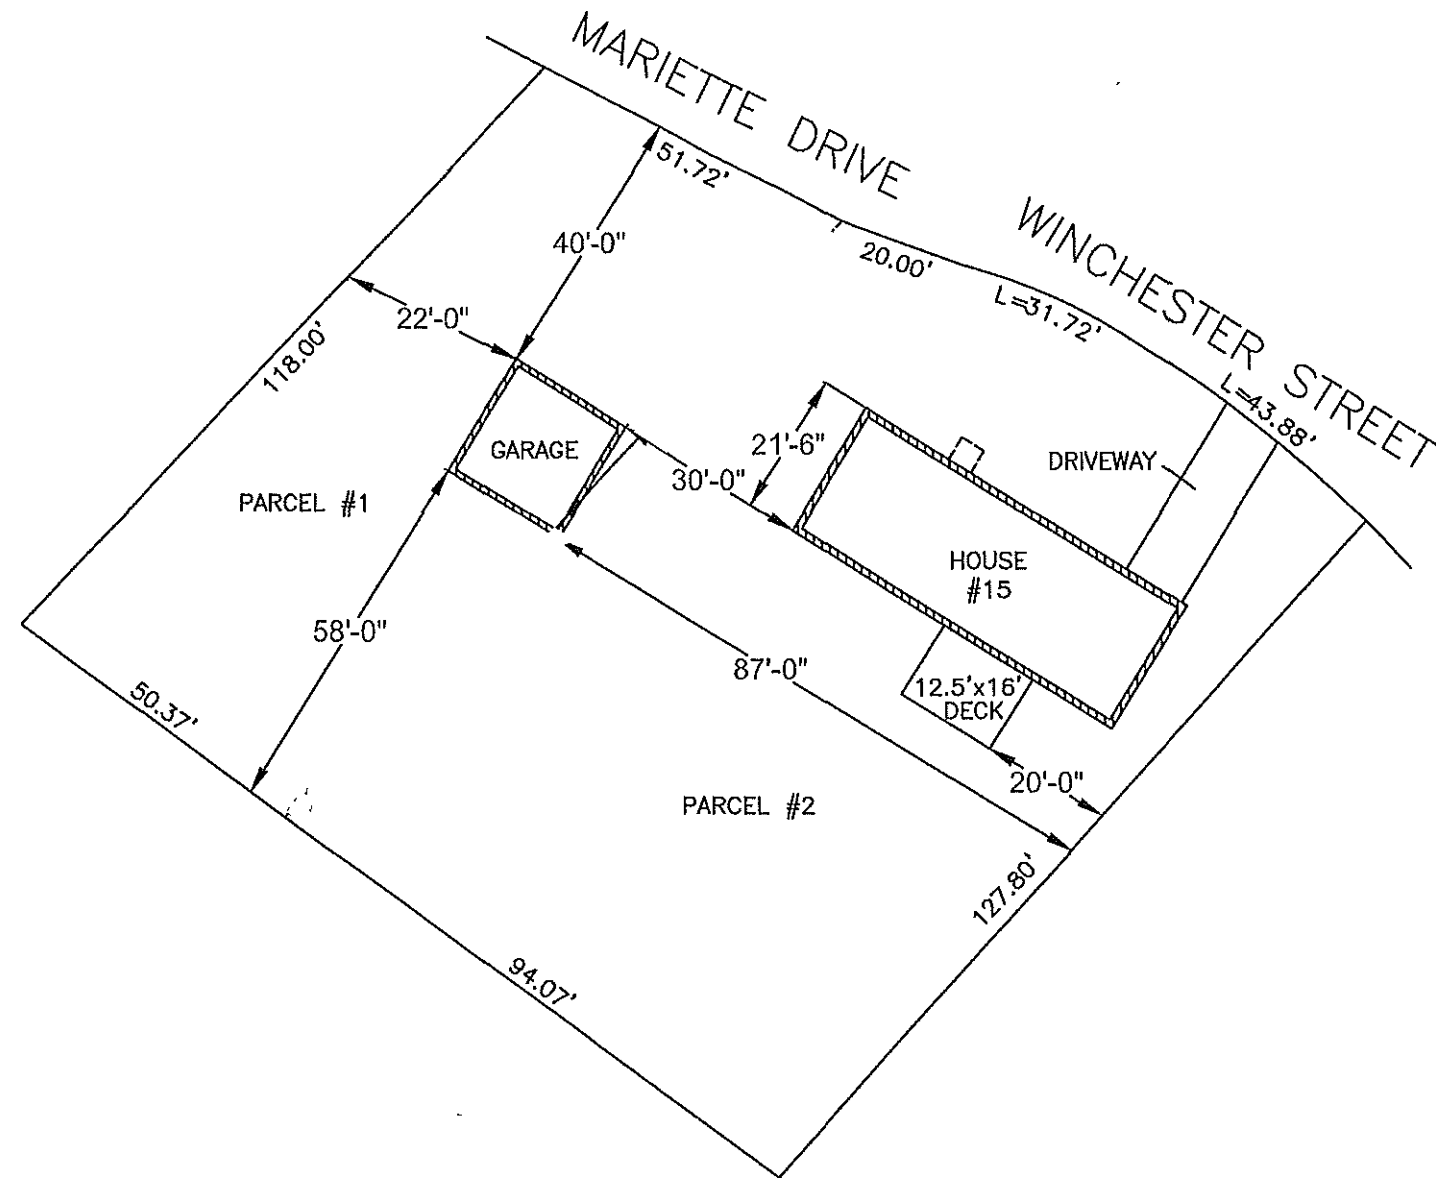 MARIETTE DRIVE
WINCHESTER STREET
51.72'
20.00'
L=31.72'
L=43.88'
40'-0"
22'-0"
118.00'
GARAGE
30'-0"
21'-6"
DRIVEWAY
PARCEL #1
HOUSE
#15
58'-0"
87'-0"
12.5'x16'
DECK
20'-0"
50.37'
PARCEL #2
127.80'
94.07'